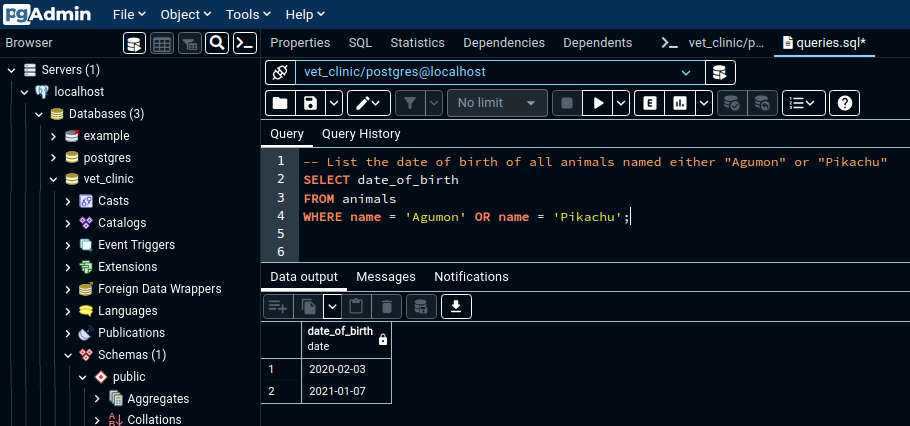 pgAdmin File Object Tools Help
Browser
Properties SQL Statistics Dependencies Dependents vet_clinic/p... queries.sql*
Servers (1)
localhost
Databases (3)
example
postgres
vet_clinic
Casts
Catalogs
Event Triggers
Extensions
Foreign Data Wrappers
Languages
Publications
Schemas (1)
public
Aggregates
Collations
vet_clinic/postgres@localhost
No limit
E
Query Query History
1 -- List the date of birth of all animals named either "Agumon" or "Pikachu"
2 SELECT date_of_birth
3 FROM animals
4 WHERE name = 'Agumon' OR name = 'Pikachu';
5
6
Data output Messages Notifications
date_of_birth
date
1 2020-02-03
2 2021-01-07